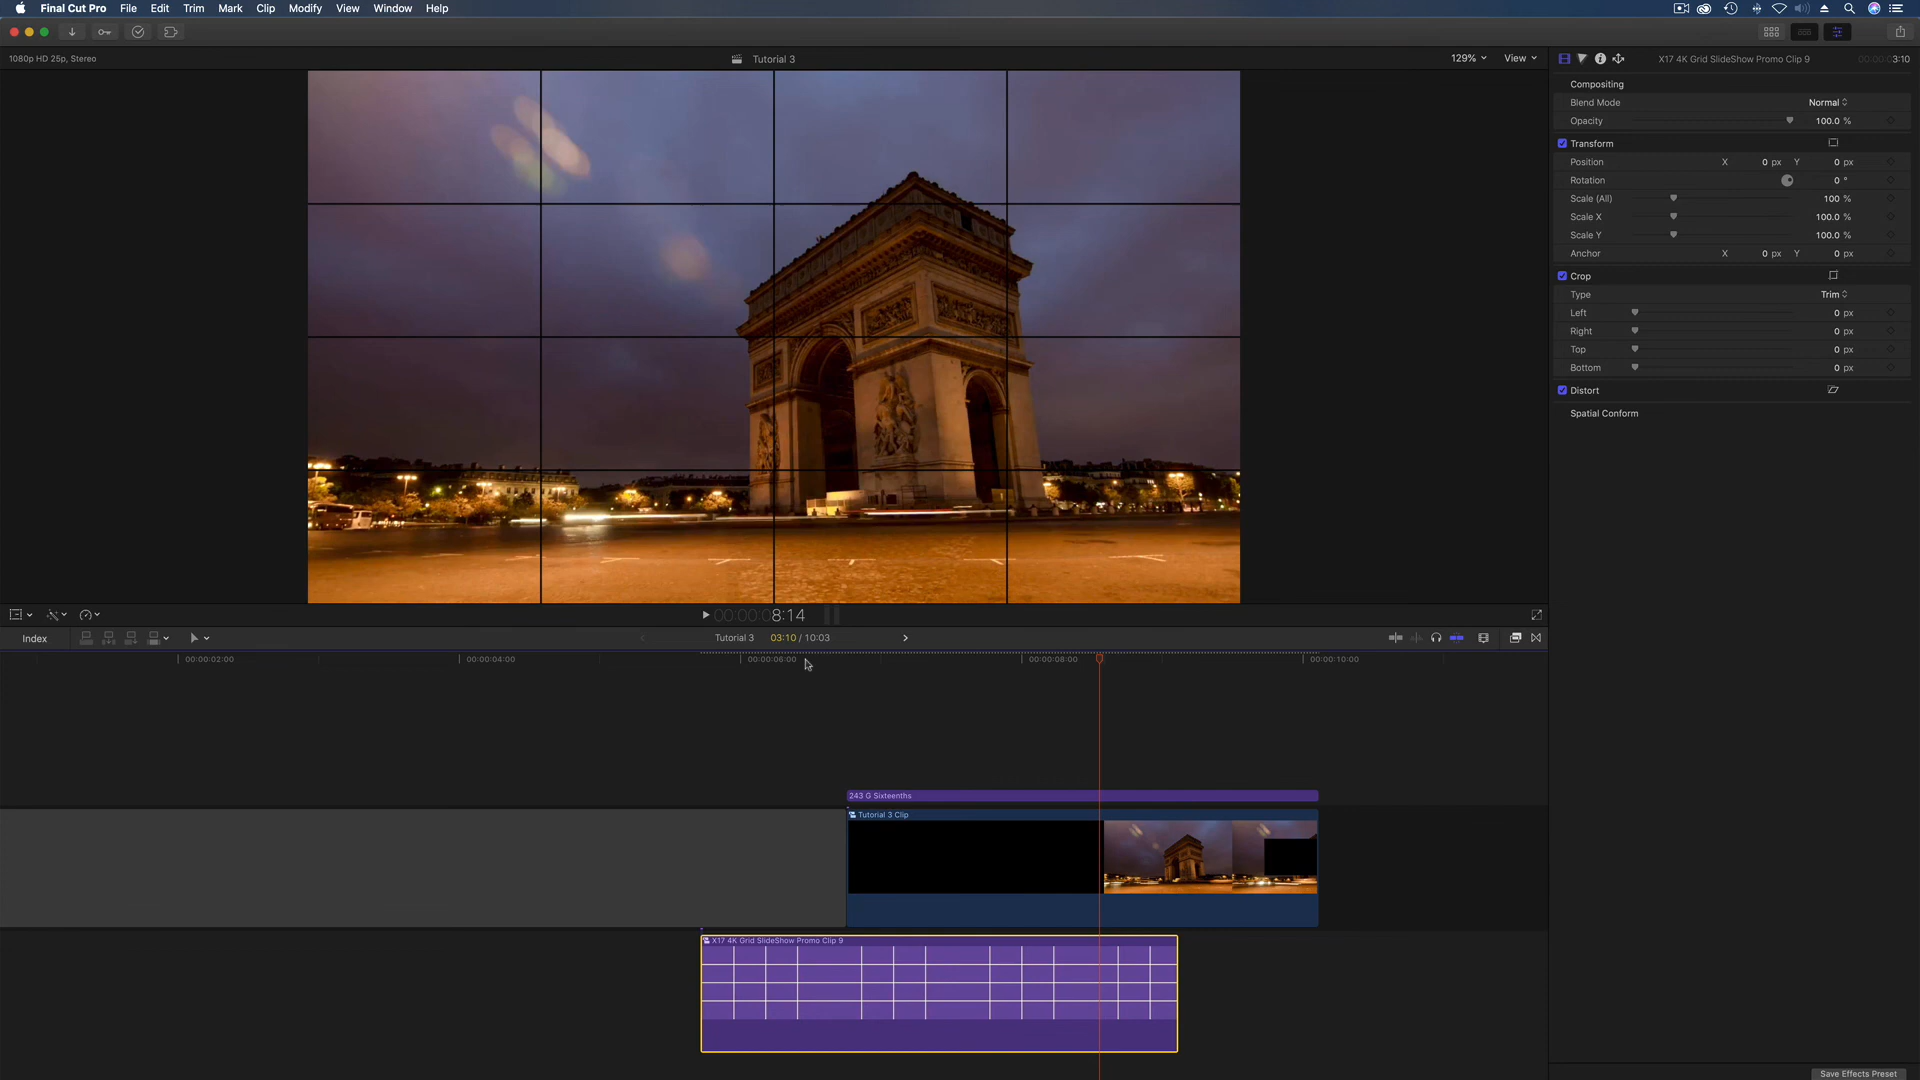 Final Cut Pro File Edit Trim Mark Clip Modify View Window Help
1080p HD 25p, Stereo
Tutorial 3
129% View
X17 4K Grid SlideShow Promo Clip 9
3:10
Compositing
Blend Mode Normal
Opacity 100.0 %
Transform
Position X 0 px Y 0 px
Rotation 0 °
Scale (All) 100 %
Scale X 100.0 %
Scale Y 100.0 %
Anchor X 0 px Y 0 px
Crop
Type Trim
Left 0 px
Right 0 px
Top 0 px
Bottom 0 px
Distort
Spatial Conform
00:00:08:14
Index
Tutorial 3 03:10 / 10:03
00:00:02:00 00:00:04:00 00:00:06:00 00:00:08:00 00:00:10:00
243 G Sixteenths
Tutorial 3 Clip
X17 4K Grid SlideShow Promo Clip 9
Save Effects Preset